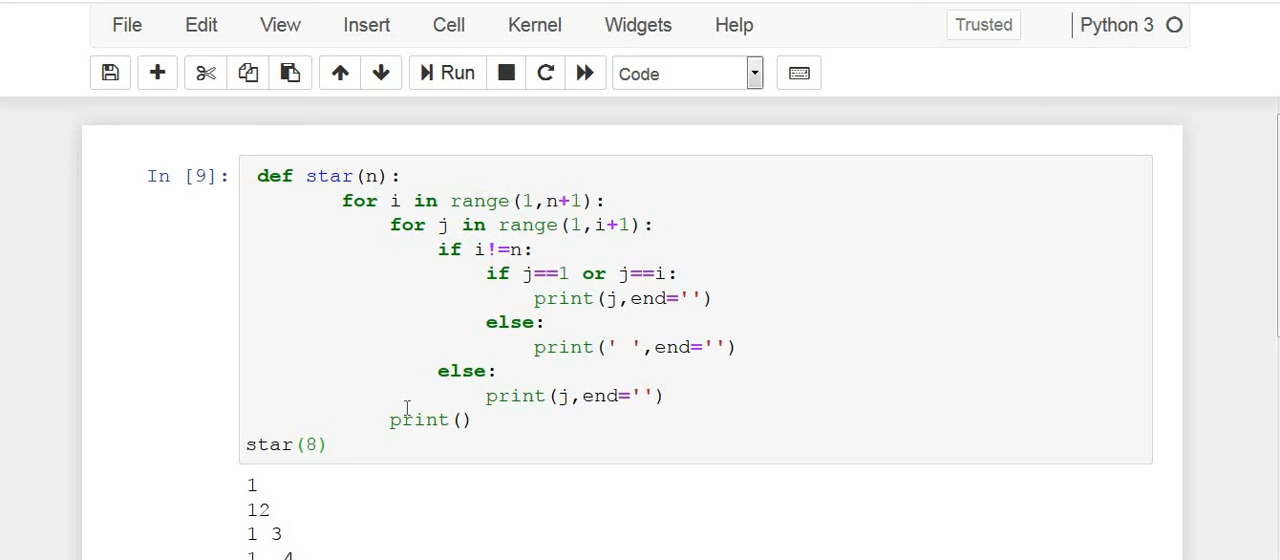 File Edit View Insert Cell Kernel Widgets Help Trusted Python 3
Run Code
In [9]: def star(n):
for i in range(1,n+1):
for j in range(1,i+1):
if i!=n:
if j==1 or j==i:
print(j,end='')
else:
print(' ',end='')
else:
print(j,end='')
print()
star(8)
1
12
1 3
1  4